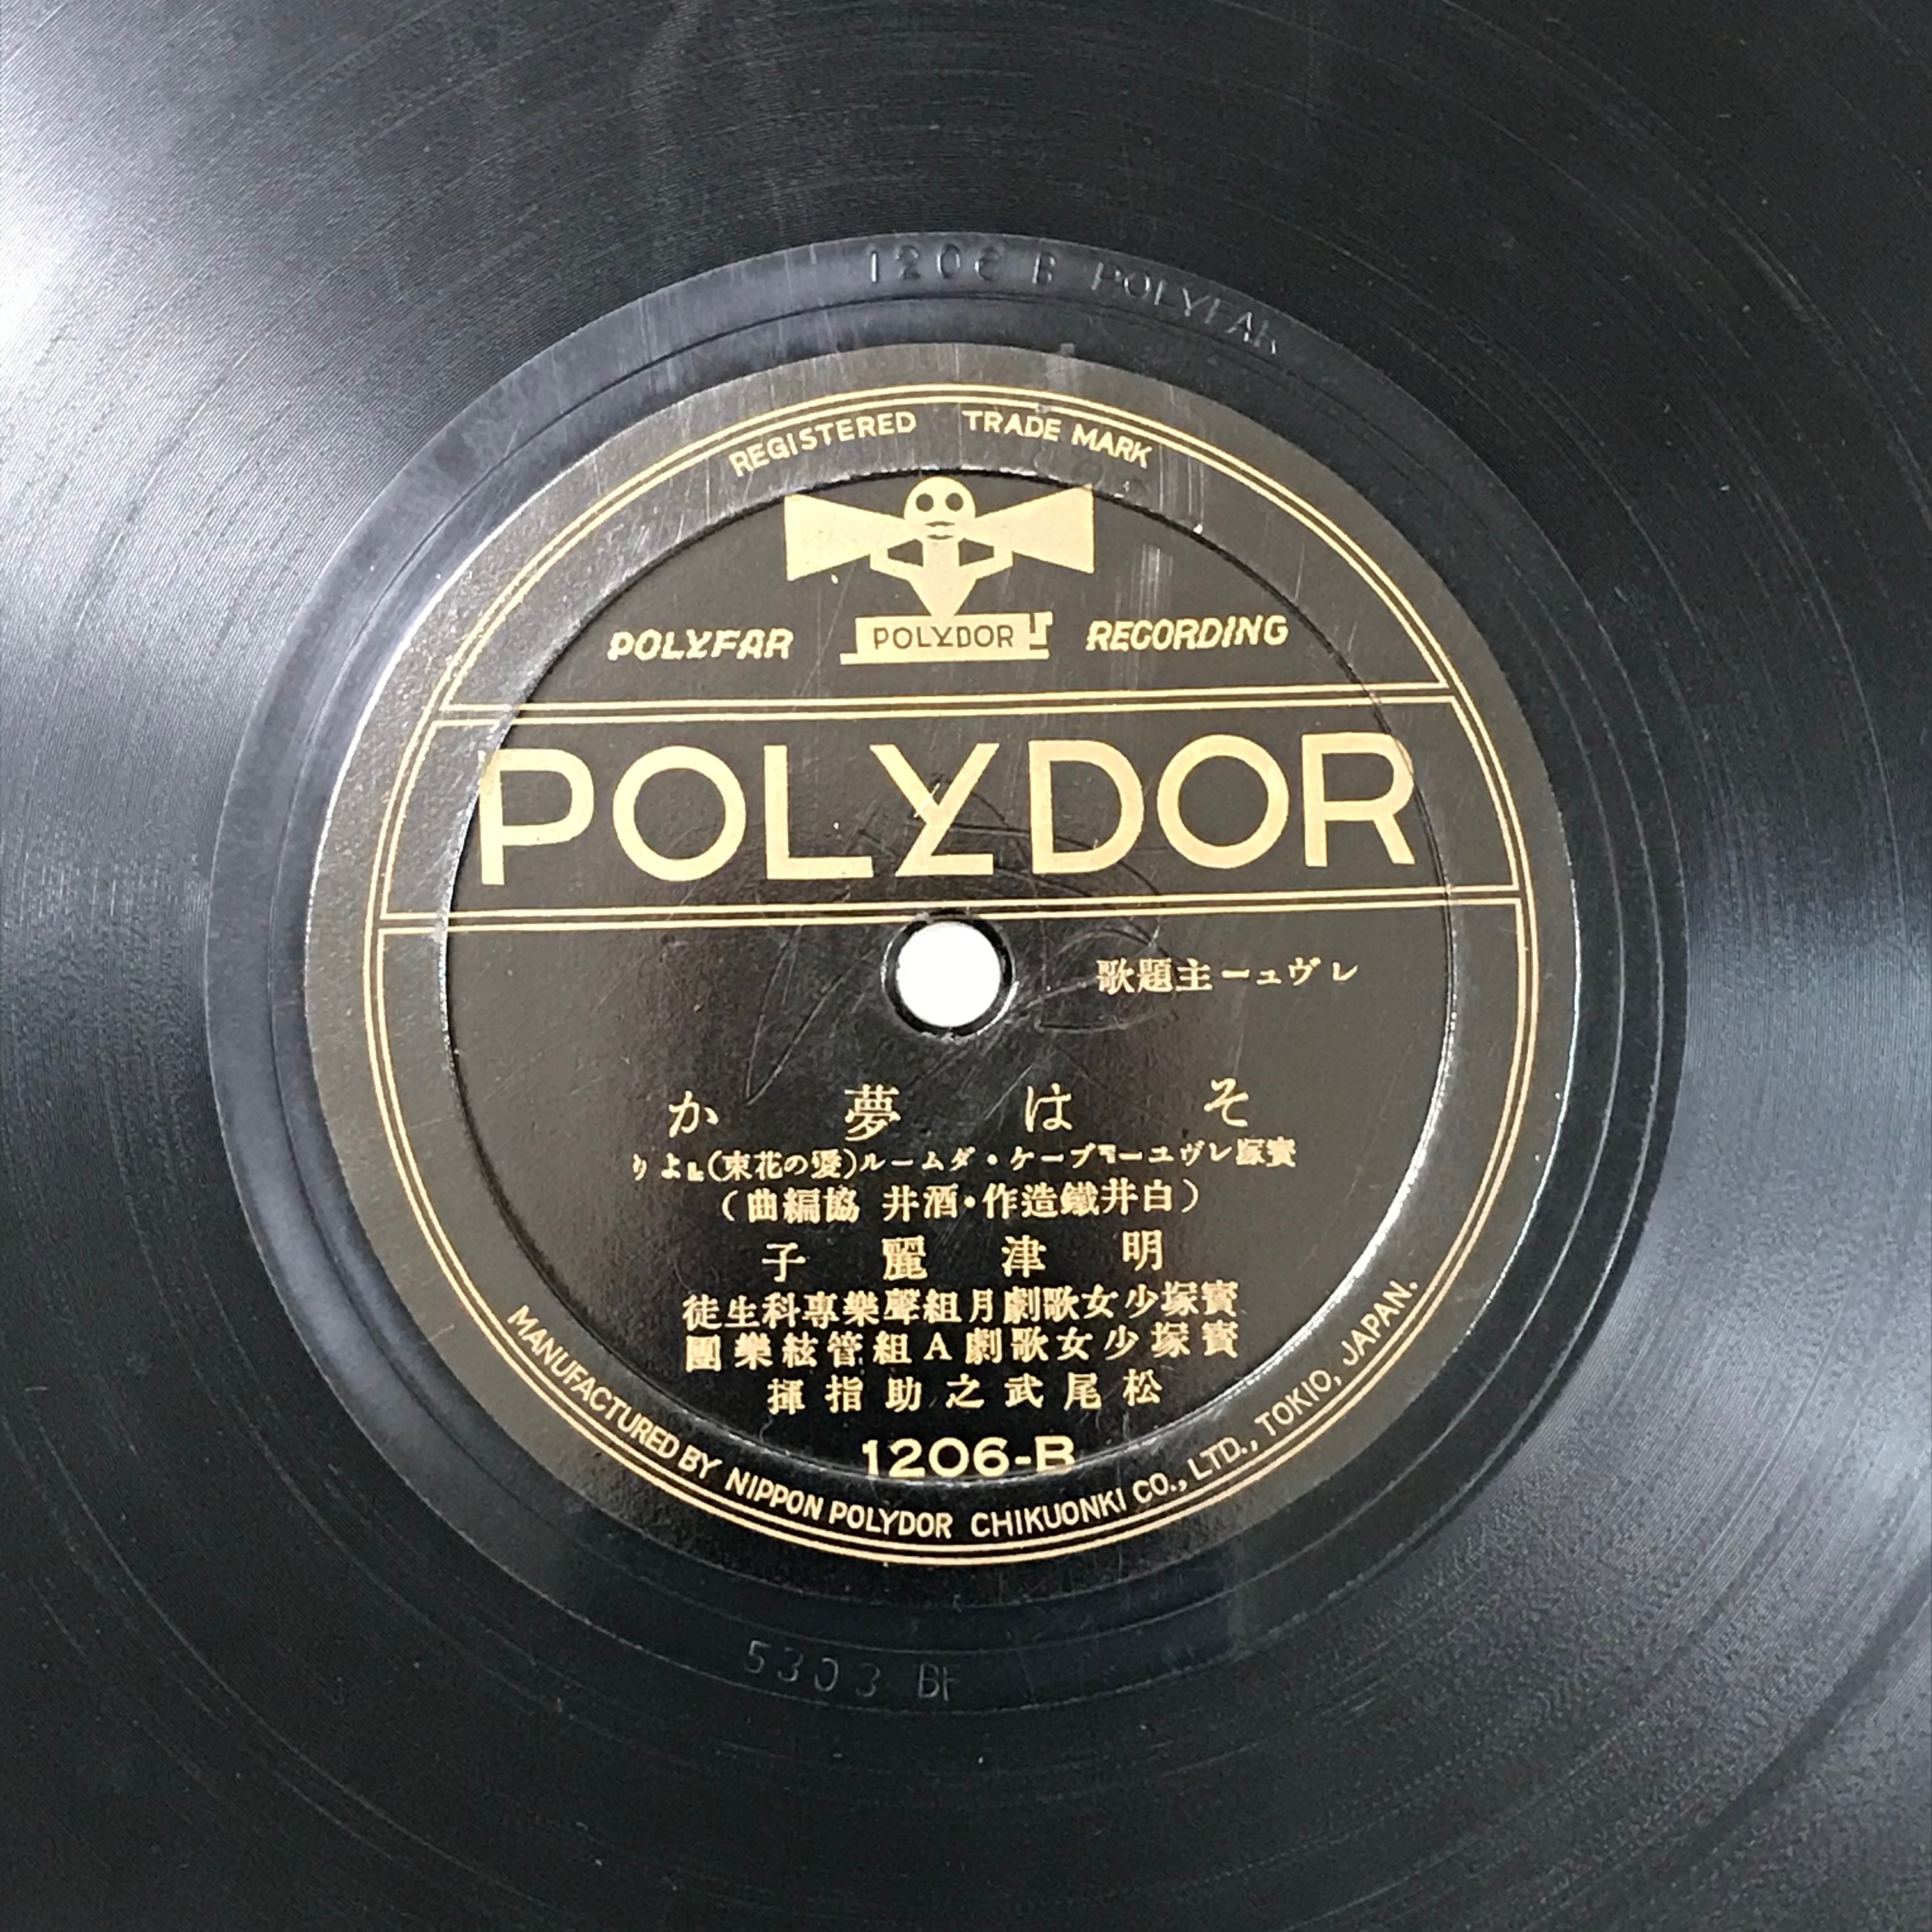 1206 B POLYFAR
REGISTERED TRADE MARK
POLYFAR POLYDOR RECORDING
POLYDOR
レヴュー主題歌
そは夢か
寶塚レヴユー『ブーケ・ダムール(愛の花束)』より
(白井鐵造作・酒井 協編曲)
明津麗子
寶塚少女歌劇月組聲樂專科生徒
寶塚少女歌劇A組管絃樂團
松尾武之助指揮
1206-B
MANUFACTURED BY NIPPON POLYDOR CHIKUONKI CO., LTD., TOKIO, JAPAN.
5303 BF